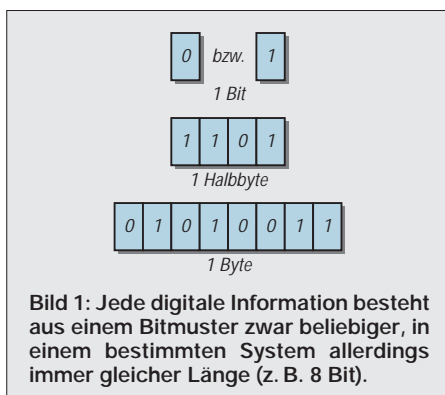 0 bzw. 1
1 Bit
1 1 0 1
1 Halbbyte
0 1 0 1 0 0 1 1
1 Byte
Bild 1: Jede digitale Information besteht
aus einem Bitmuster zwar beliebiger, in
einem bestimmten System allerdings
immer gleicher Länge (z. B. 8 Bit).